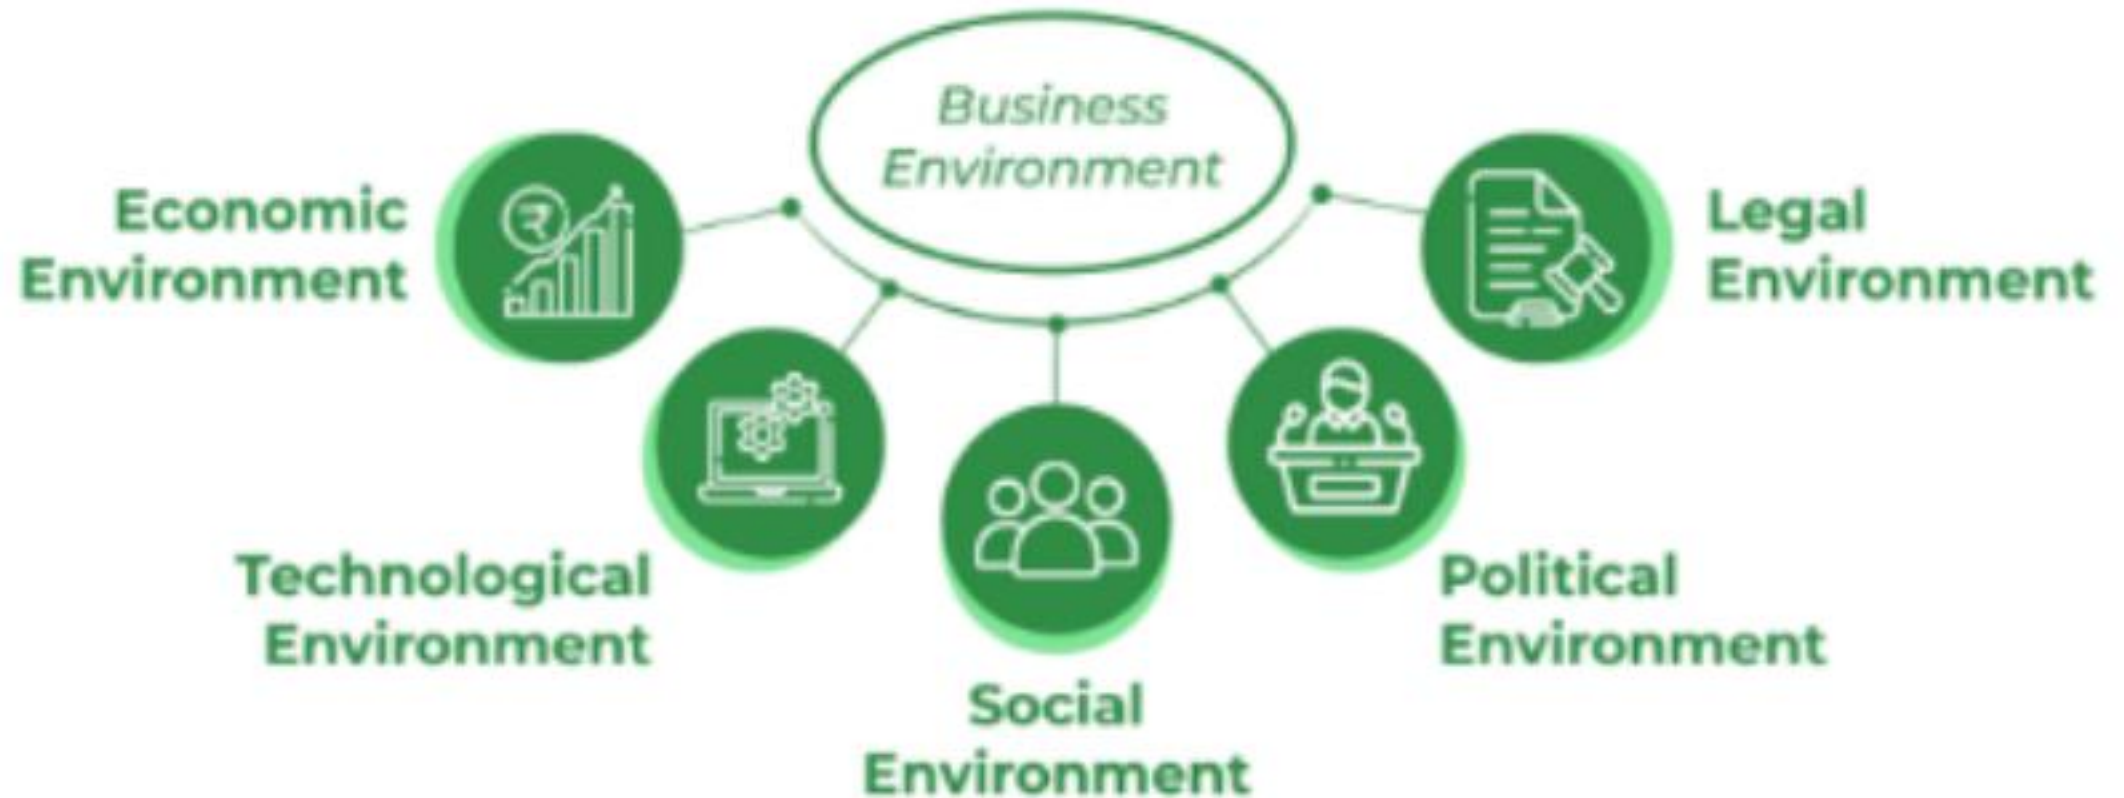 Business
Environment
Economic
Environment
Technological
Environment
Social
Environment
Political
Environment
Legal
Environment
₹